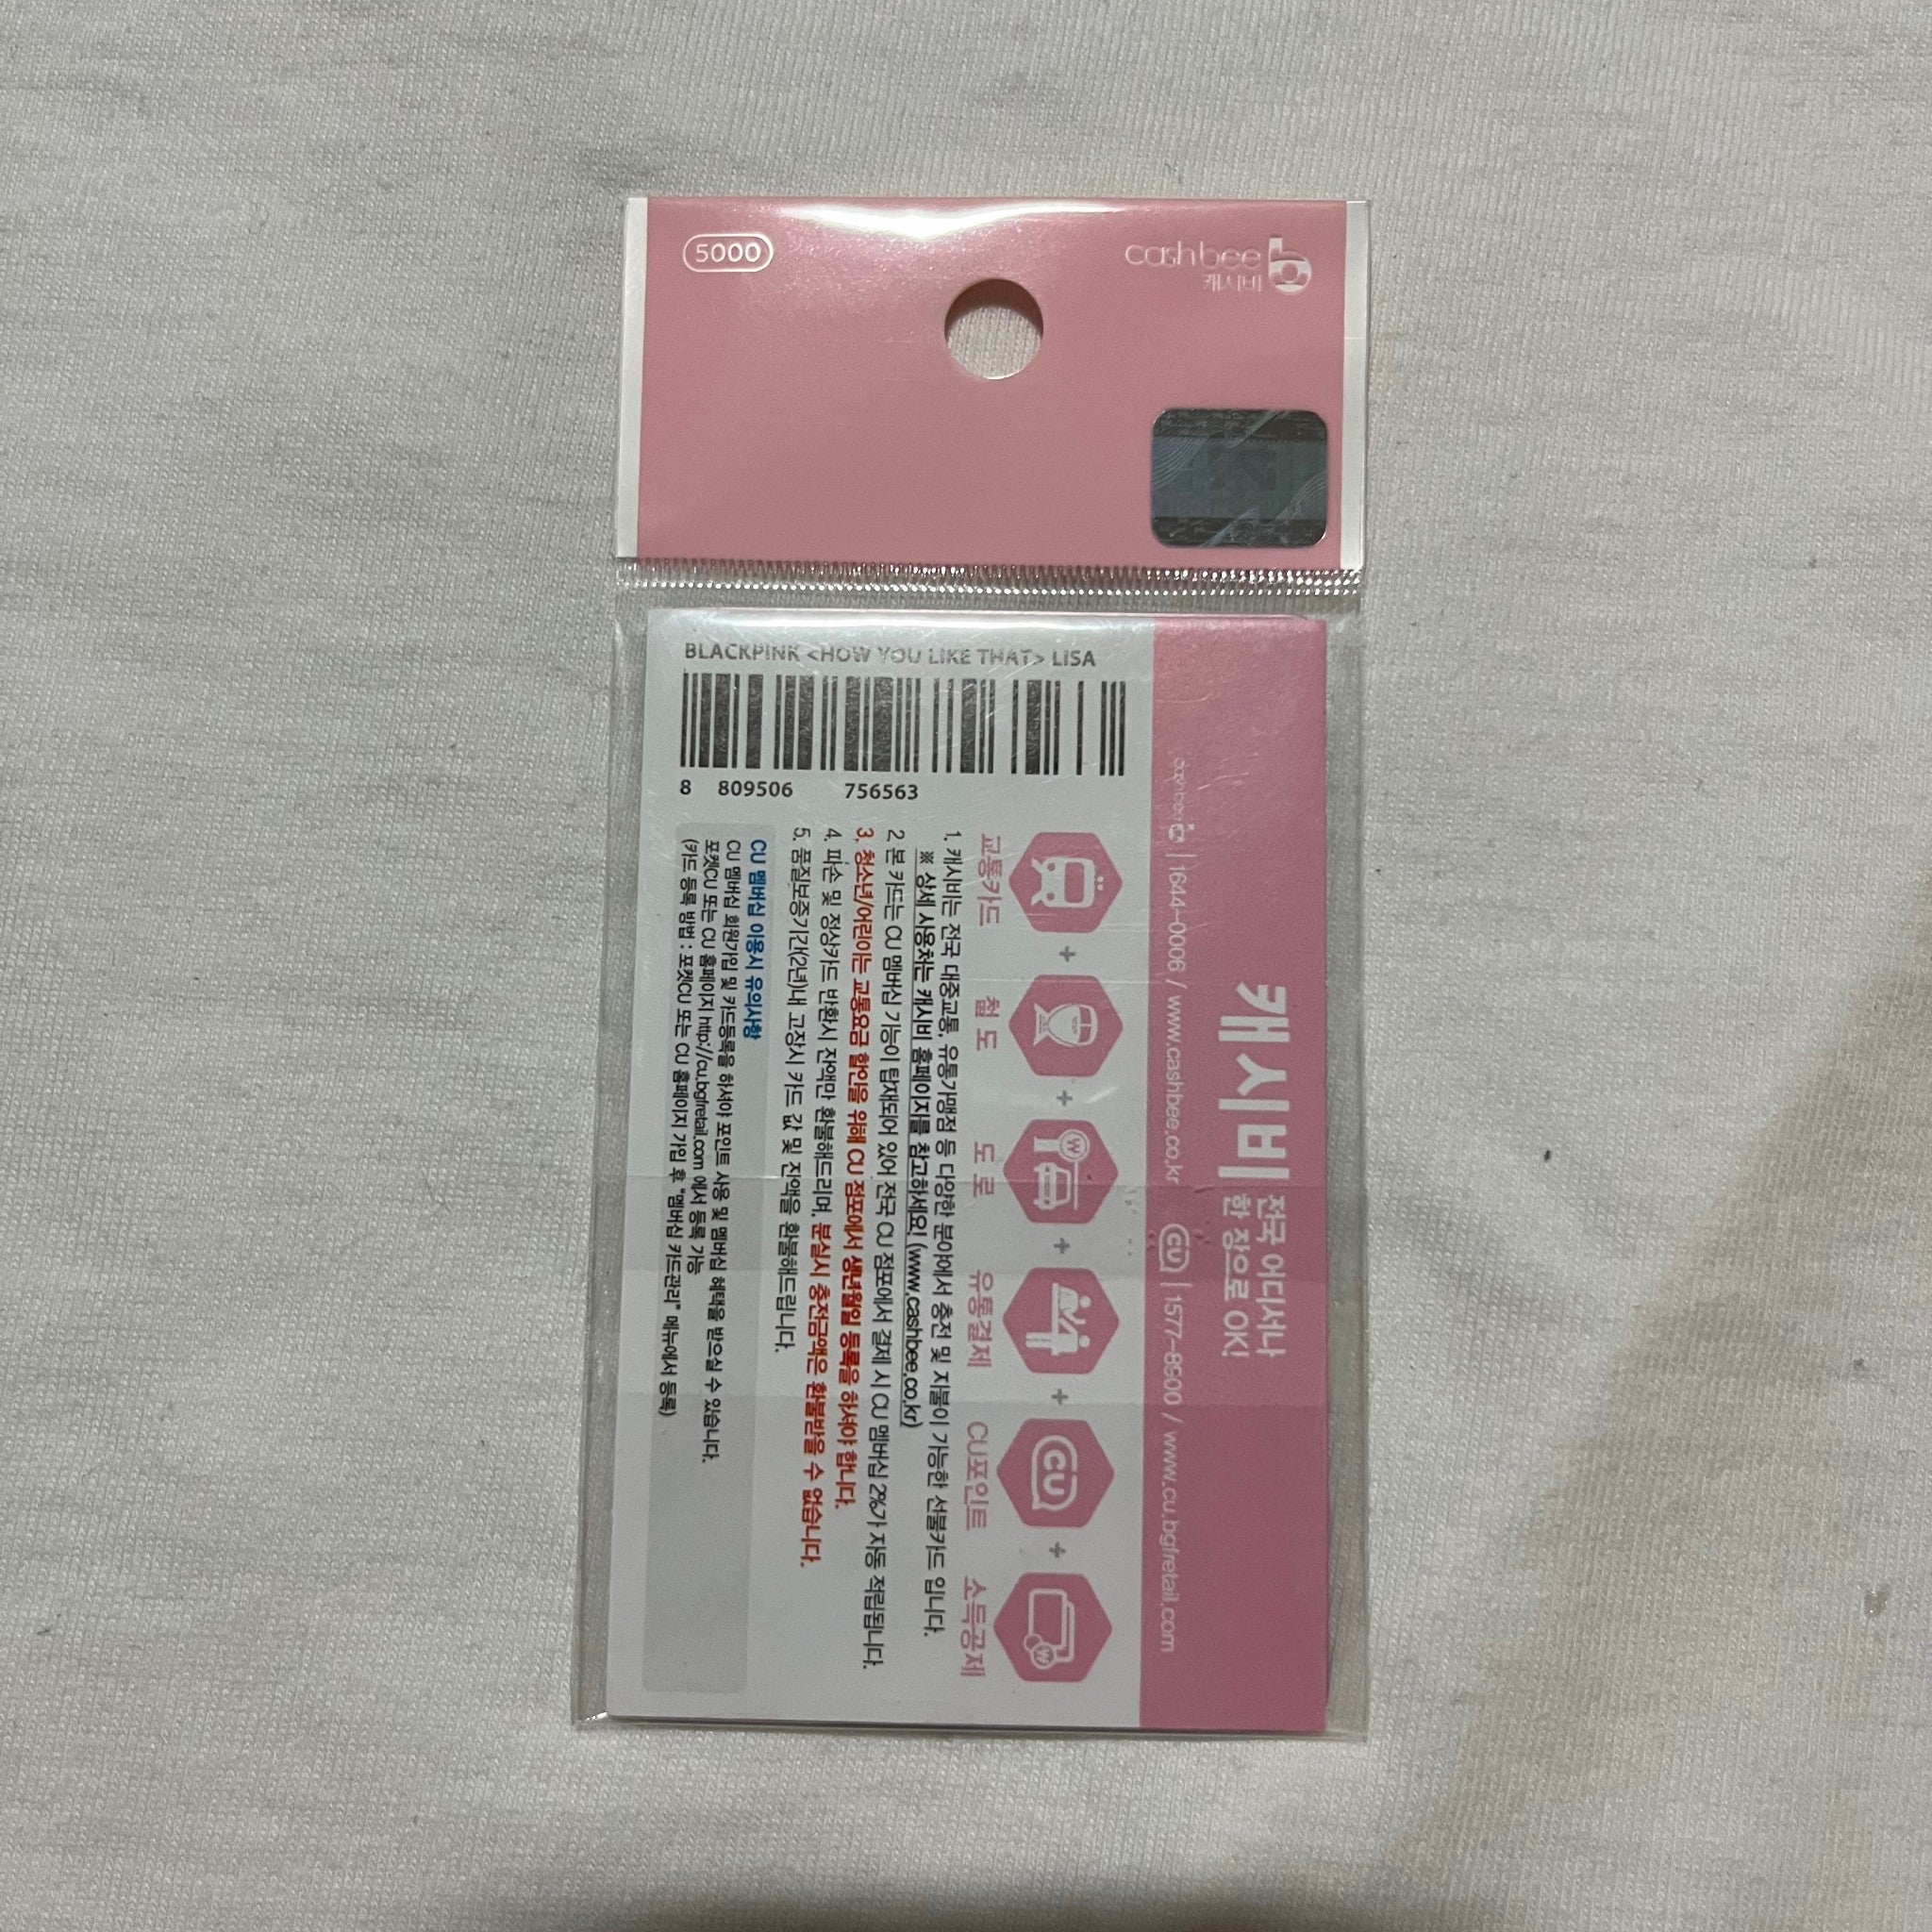 5000
cashbee
캐시비
BLACKPINK <HOW YOU LIKE THAT> LISA
8 809506 756563
캐시비 전국 어디서나
한 장으로 OK!
cashbee | 1644-0006 / www.cashbee.co.kr CU | 1577-8900 / www.cu.bgfretail.com
+ + + + CU + W
교통카드 철도 도로 유통결제 CU포인트 소득공제
1. 캐시비는 전국 대중교통, 유통가맹점 등 다양한 분야에서 충전 및 지불이 가능한 선불카드 입니다.
※ 상세 사용처는 캐시비 홈페이지를 참고하세요! (www.cashbee.co.kr)
2. 본 카드는 CU 멤버십 기능이 탑재되어 있어 전국 CU 점포에서 결제 시 CU 멤버십 2%가 자동 적립됩니다.
3. 청소년/어린이는 교통요금 할인을 위해 CU 점포에서 생년월일 등록을 하셔야 합니다.
4. 파손 및 정상카드 반환시 잔액만 환불해드리며, 분실시 충전금액은 환불받을 수 없습니다.
5. 품질보증기간(2년)내 고장시 카드 값 및 잔액을 환불해드립니다.
CU 멤버십 이용시 유의사항
CU 멤버십 회원가입 및 카드등록을 하셔야 포인트 사용 및 멤버십 혜택을 받으실 수 있습니다.
포켓CU 또는 CU 홈페이지 http://cu.bgfretail.com 에서 등록 가능
(카드 등록 방법 : 포켓CU 또는 CU 홈페이지 가입 후 "멤버십 카드관리" 메뉴에서 등록)